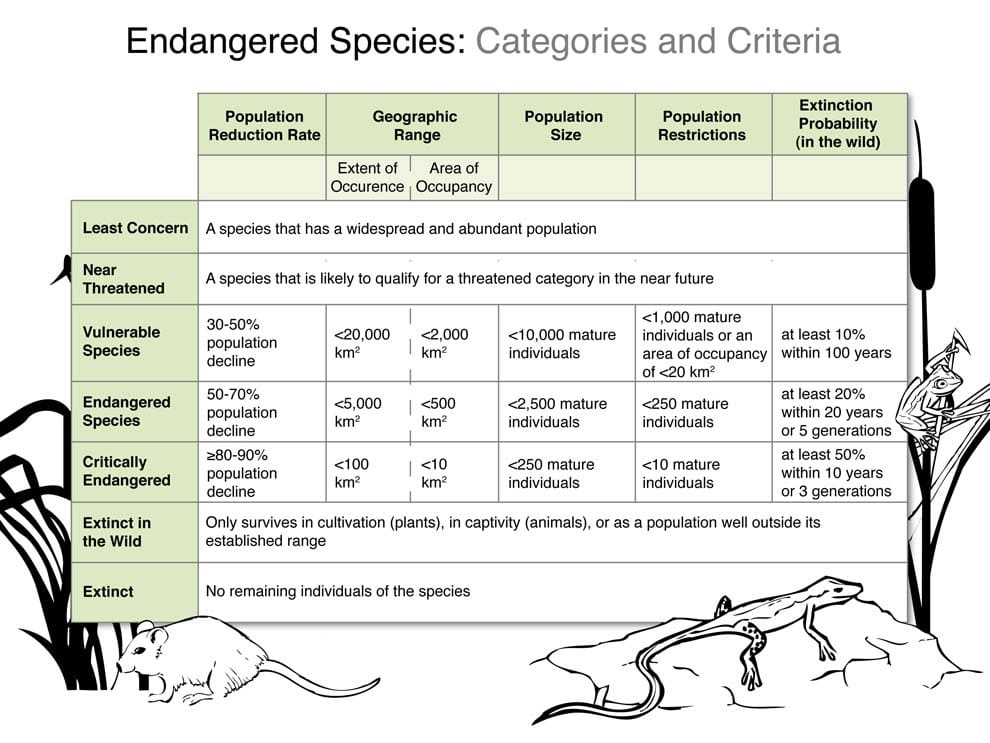 Endangered Species: Categories and Criteria
Population
Reduction Rate
Geographic
Range
Population
Size
Population
Restrictions
Extinction
Probability
(in the wild)
Extent of
Occurence
Area of
Occupancy
Least Concern
A species that has a widespread and abundant population
Near
Threatened
A species that is likely to qualify for a threatened category in the near future
Vulnerable
Species
30-50%
population
decline
<20,000
km²
<2,000
km²
<10,000 mature
individuals
<1,000 mature
individuals or an
area of occupancy
of <20 km²
at least 10%
within 100 years
Endangered
Species
50-70%
population
decline
<5,000
km²
<500
km²
<2,500 mature
individuals
<250 mature
individuals
at least 20%
within 20 years
or 5 generations
Critically
Endangered
≥80-90%
population
decline
<100
km²
<10
km²
<250 mature
individuals
<10 mature
individuals
at least 50%
within 10 years
or 3 generations
Extinct in
the Wild
Only survives in cultivation (plants), in captivity (animals), or as a population well outside its
established range
Extinct
No remaining individuals of the species